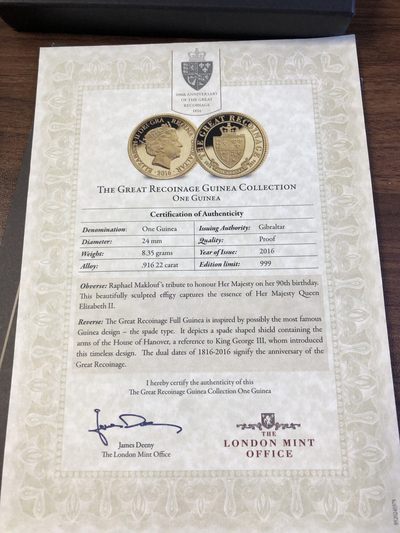 200TH ANNIVERSARY
OF THE GREAT
RECOINAGE
1816
2016
THE GREAT RECOINAGE
THE GREAT RECOINAGE GUINEA COLLECTION
ONE GUINEA
Certification of Authenticity
Denomination: One Guinea Issuing Authority: Gibraltar
Diameter: 24 mm Quality: Proof
Weight: 8.35 grams Year of Issue: 2016
Alloy: .916 22 carat Edition limit: 999
Obverse: Raphael Maklouf's tribute to honour Her Majesty on her 90th birthday.
This beautifully sculpted effigy captures the essence of Her Majesty Queen
Elizabeth II.
Reverse: The Great Recoinage Full Guinea is inspired by possibly the most famous
Guinea design – the spade type. It depicts a spade shaped shield containing the
arms of the House of Hanover, a reference to King George III, whom introduced
this timeless design. The dual dates of 1816-2016 signify the anniversary of the
Great Recoinage.
I hereby certify the authenticity of this
The Great Recoinage Guinea Collection One Guinea
James Deeny
The London Mint Office
THE
LONDON MINT
OFFICE